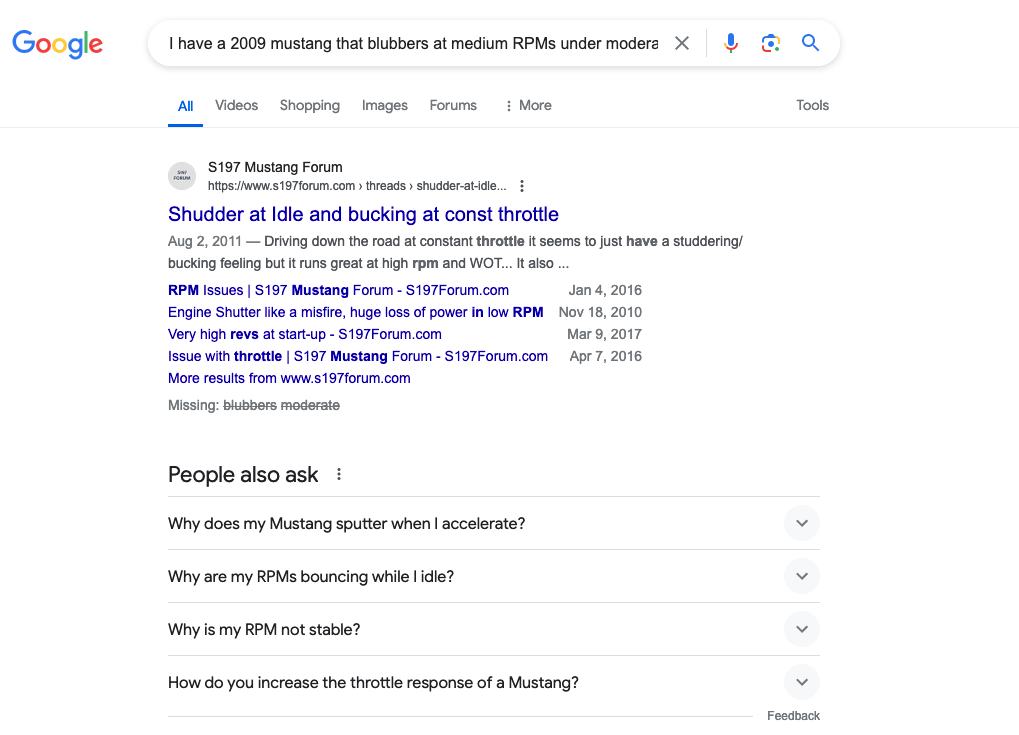 Google
I have a 2009 mustang that blubbers at medium RPMs under modera
All Videos Shopping Images Forums More Tools
S197 FORUM
S197 Mustang Forum
https://www.s197forum.com › threads › shudder-at-idle...
Shudder at Idle and bucking at const throttle
Aug 2, 2011 — Driving down the road at constant throttle it seems to just have a studdering/
bucking feeling but it runs great at high rpm and WOT... It also ...
RPM Issues | S197 Mustang Forum - S197Forum.com Jan 4, 2016
Engine Shutter like a misfire, huge loss of power in low RPM Nov 18, 2010
Very high revs at start-up - S197Forum.com Mar 9, 2017
Issue with throttle | S197 Mustang Forum - S197Forum.com Apr 7, 2016
More results from www.s197forum.com
Missing: blubbers moderate
People also ask
Why does my Mustang sputter when I accelerate?
Why are my RPMs bouncing while I idle?
Why is my RPM not stable?
How do you increase the throttle response of a Mustang?
Feedback